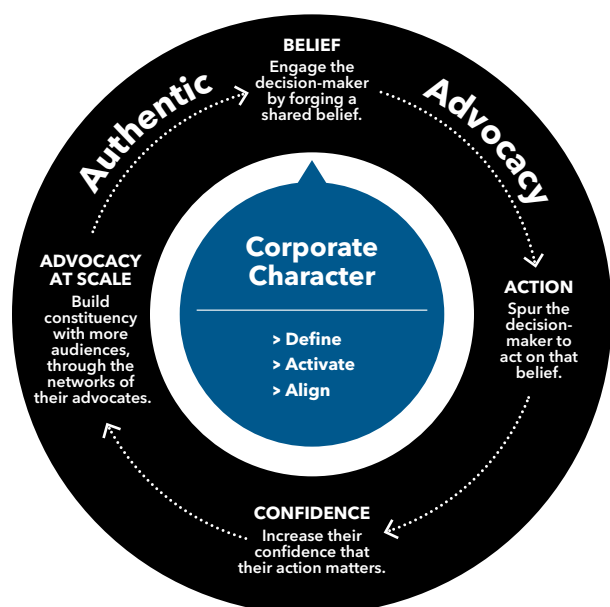 Authentic
Advocacy
BELIEF
Engage the
decision-maker
by forging a
shared belief.
ACTION
Spur the
decision-
maker to
act on that
belief.
CONFIDENCE
Increase their
confidence that
their action matters.
ADVOCACY
AT SCALE
Build
constituency
with more
audiences,
through the
networks of
their advocates.
Corporate
Character
> Define
> Activate
> Align